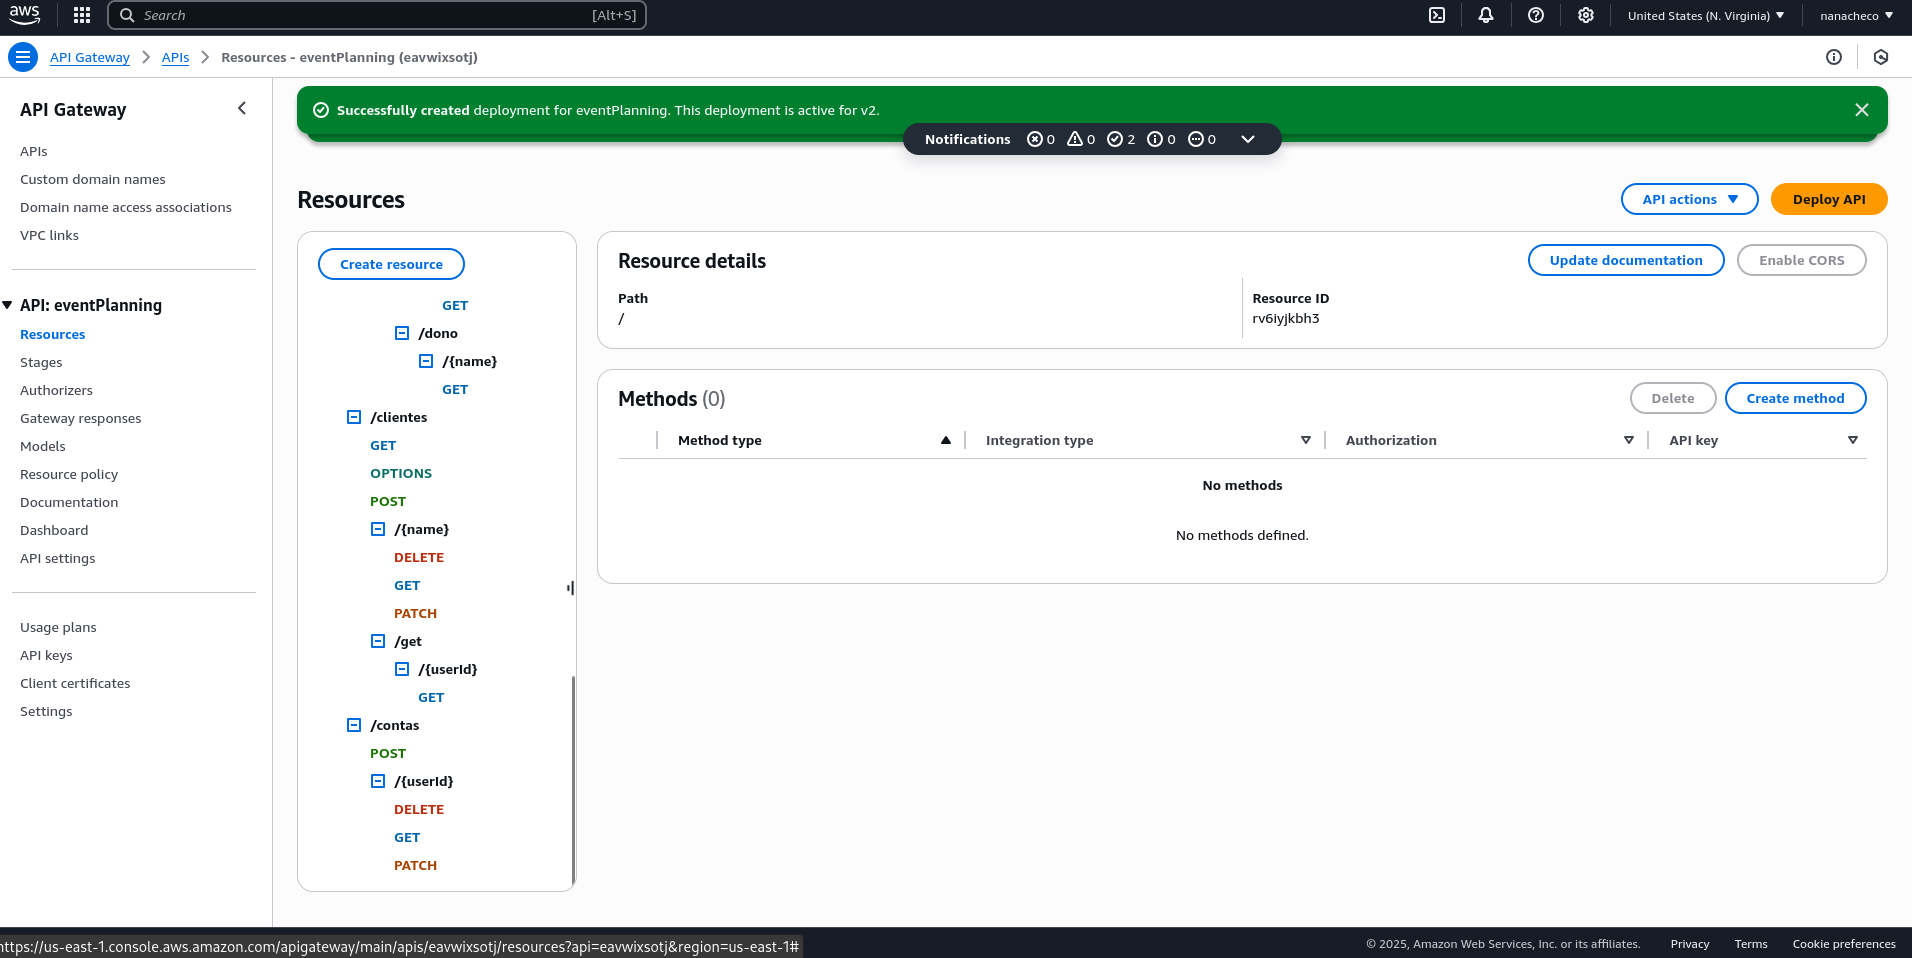 aws
Search [Alt+S]
United States (N. Virginia)
nanacheco
API Gateway
APIs
Resources - eventPlanning (eavwixsotj)
API Gateway
APIs
Custom domain names
Domain name access associations
VPC links
API: eventPlanning
Resources
Stages
Authorizers
Gateway responses
Models
Resource policy
Documentation
Dashboard
API settings
Usage plans
API keys
Client certificates
Settings
Successfully created deployment for eventPlanning. This deployment is active for v2.
Notifications 0 0 2 0 0
Resources
API actions
Deploy API
Create resource
GET
/dono
/{name}
GET
/clientes
GET
OPTIONS
POST
/{name}
DELETE
GET
PATCH
/get
/{userId}
GET
/contas
POST
/{userId}
DELETE
GET
PATCH
Resource details
Update documentation
Enable CORS
Path
/
Resource ID
rv6iyjkbh3
Methods (0)
Delete
Create method
Method type
Integration type
Authorization
API key
No methods
No methods defined.
https://us-east-1.console.aws.amazon.com/apigateway/main/apis/eavwixsotj/resources?api=eavwixsotj&region=us-east-1#
© 2025, Amazon Web Services, Inc. or its affiliates.
Privacy
Terms
Cookie preferences